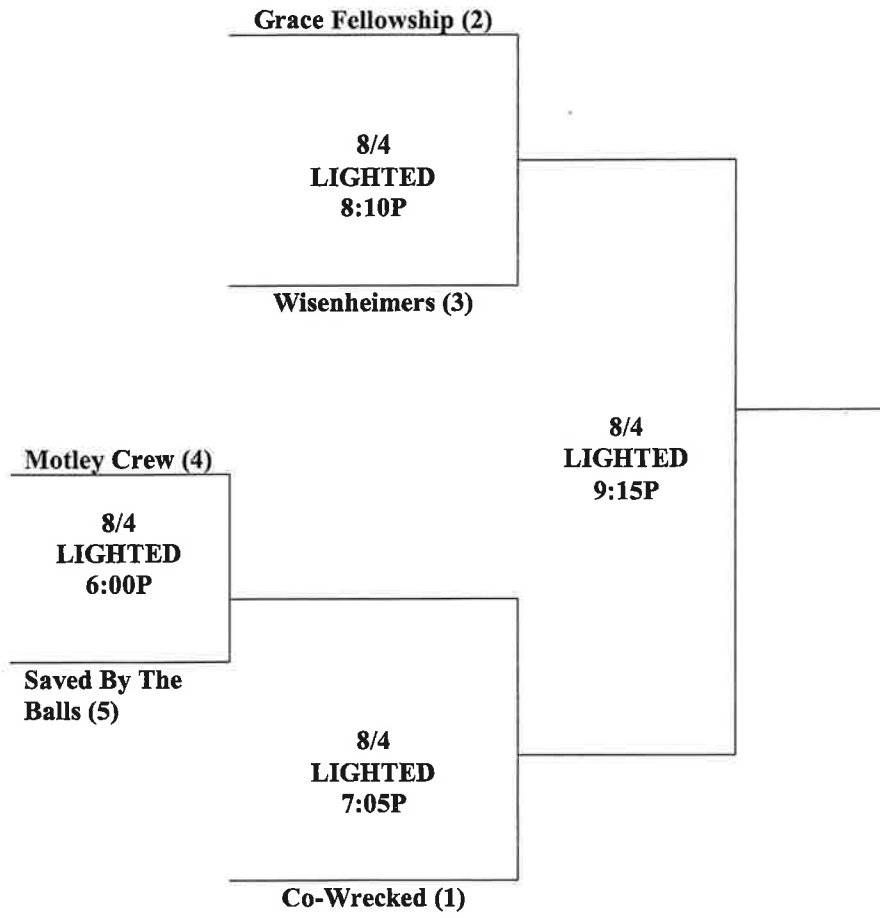 Grace Fellowship (2)
8/4
LIGHTED
8:10P
Wisenheimers (3)
8/4
LIGHTED
9:15P
Motley Crew (4)
8/4
LIGHTED
6:00P
Saved By The
Balls (5)
8/4
LIGHTED
7:05P
Co-Wrecked (1)